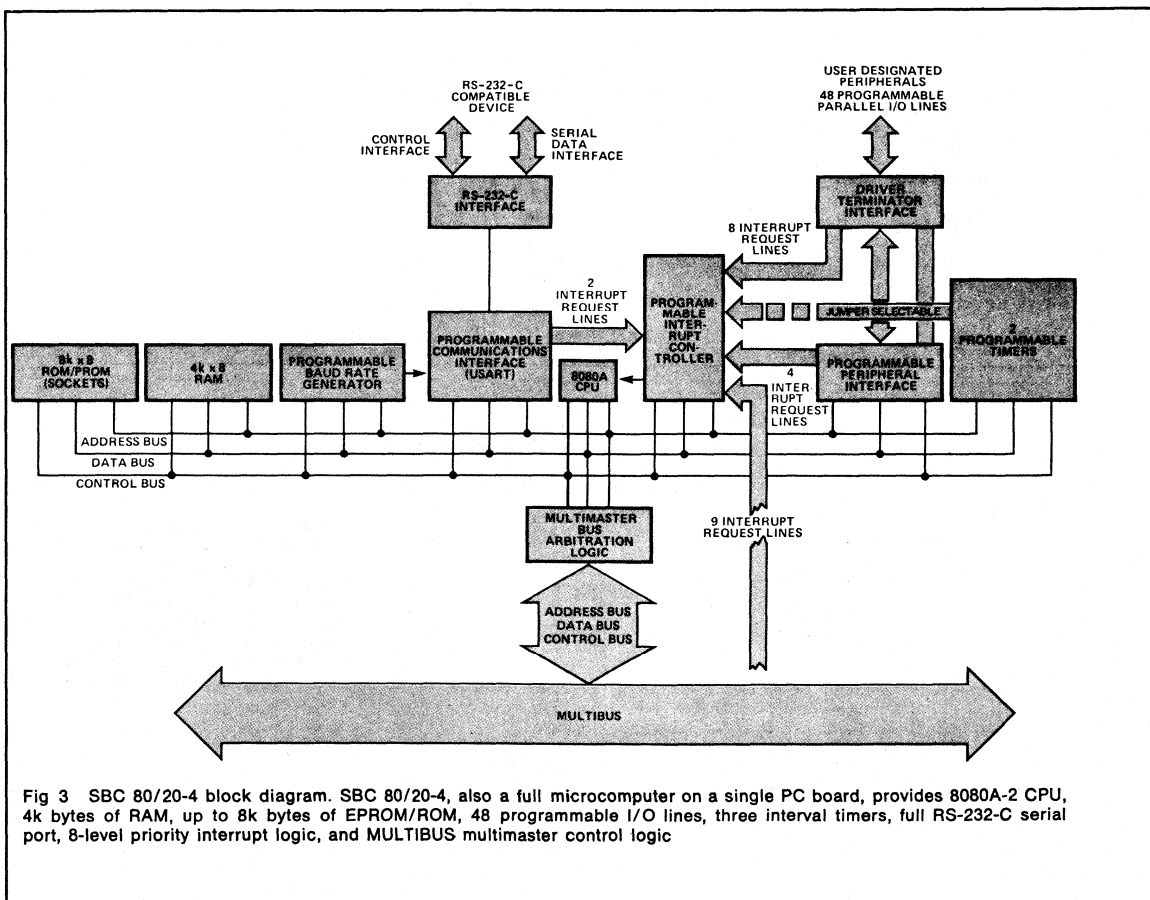 RS-232-C
COMPATIBLE
DEVICE
CONTROL
INTERFACE
SERIAL
DATA
INTERFACE
RS-232-C
INTERFACE
USER DESIGNATED
PERIPHERALS
48 PROGRAMMABLE
PARALLEL I/O LINES
DRIVER
TERMINATOR
INTERFACE
8 INTERRUPT
REQUEST
LINES
2
INTERRUPT
REQUEST
LINES
PROGRAM-
MABLE
INTER-
RUPT
CON-
TROLLER
JUMPER SELECTABLE
2
PROGRAMMABLE
TIMERS
8k x 8
ROM/PROM
(SOCKETS)
4k x 8
RAM
PROGRAMMABLE
BAUD RATE
GENERATOR
PROGRAMMABLE
COMMUNICATIONS
INTERFACE
(USART)
8080A
CPU
PROGRAMMABLE
PERIPHERAL
INTERFACE
4
INTER-
RUPT
REQUEST
LINES
ADDRESS BUS
DATA BUS
CONTROL BUS
MULTIMASTER
BUS
ARBITRATION
LOGIC
9 INTERRUPT
REQUEST LINES
ADDRESS BUS
DATA BUS
CONTROL BUS
MULTIBUS
Fig 3 SBC 80/20-4 block diagram. SBC 80/20-4, also a full microcomputer on a single PC board, provides 8080A-2 CPU,
4k bytes of RAM, up to 8k bytes of EPROM/ROM, 48 programmable I/O lines, three interval timers, full RS-232-C serial
port, 8-level priority interrupt logic, and MULTIBUS multimaster control logic